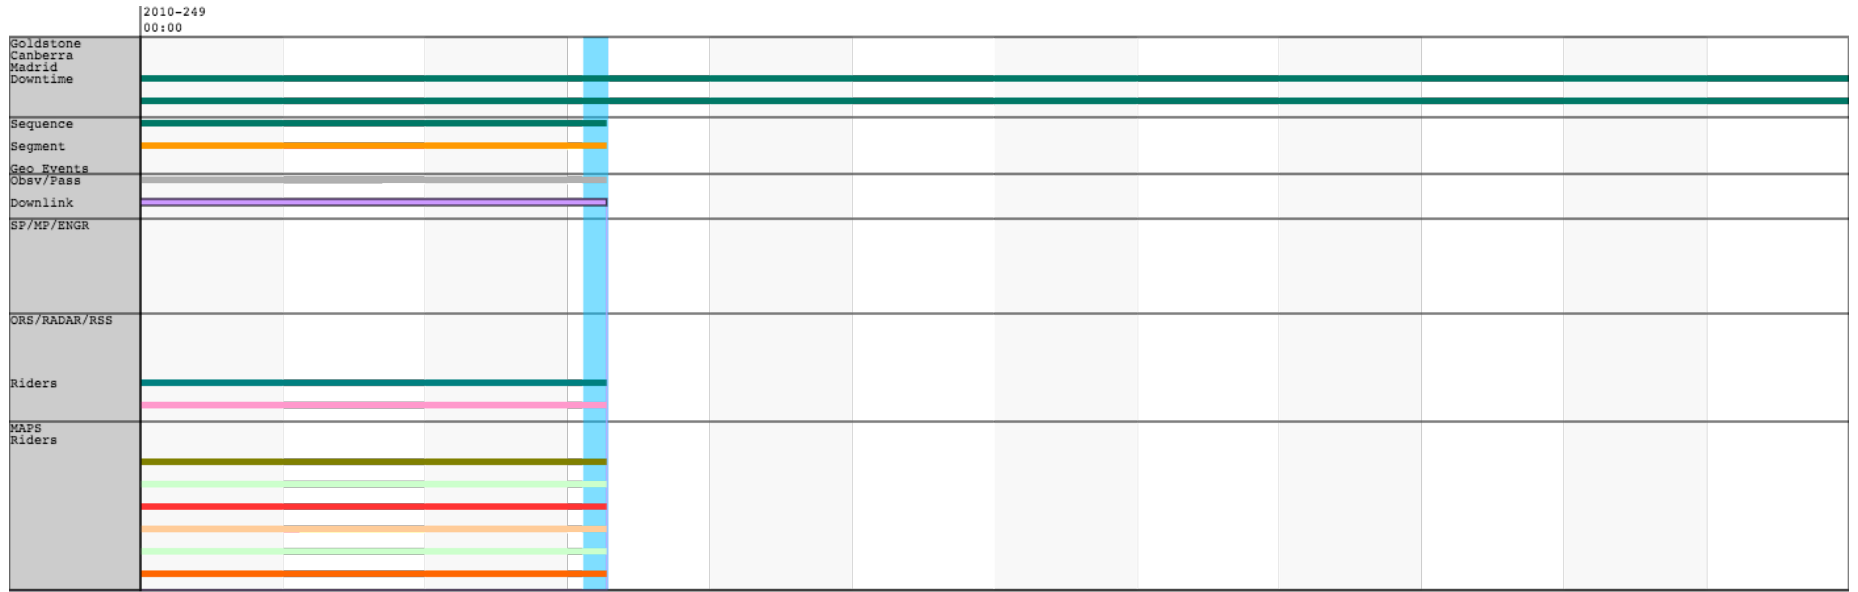 2010-249
00:00
Goldstone
Canberra
Madrid
Downtime
Sequence
Segment
Geo Events
Obsv/Pass
Downlink
SP/MP/ENGR
ORS/RADAR/RSS
Riders
MAPS
Riders